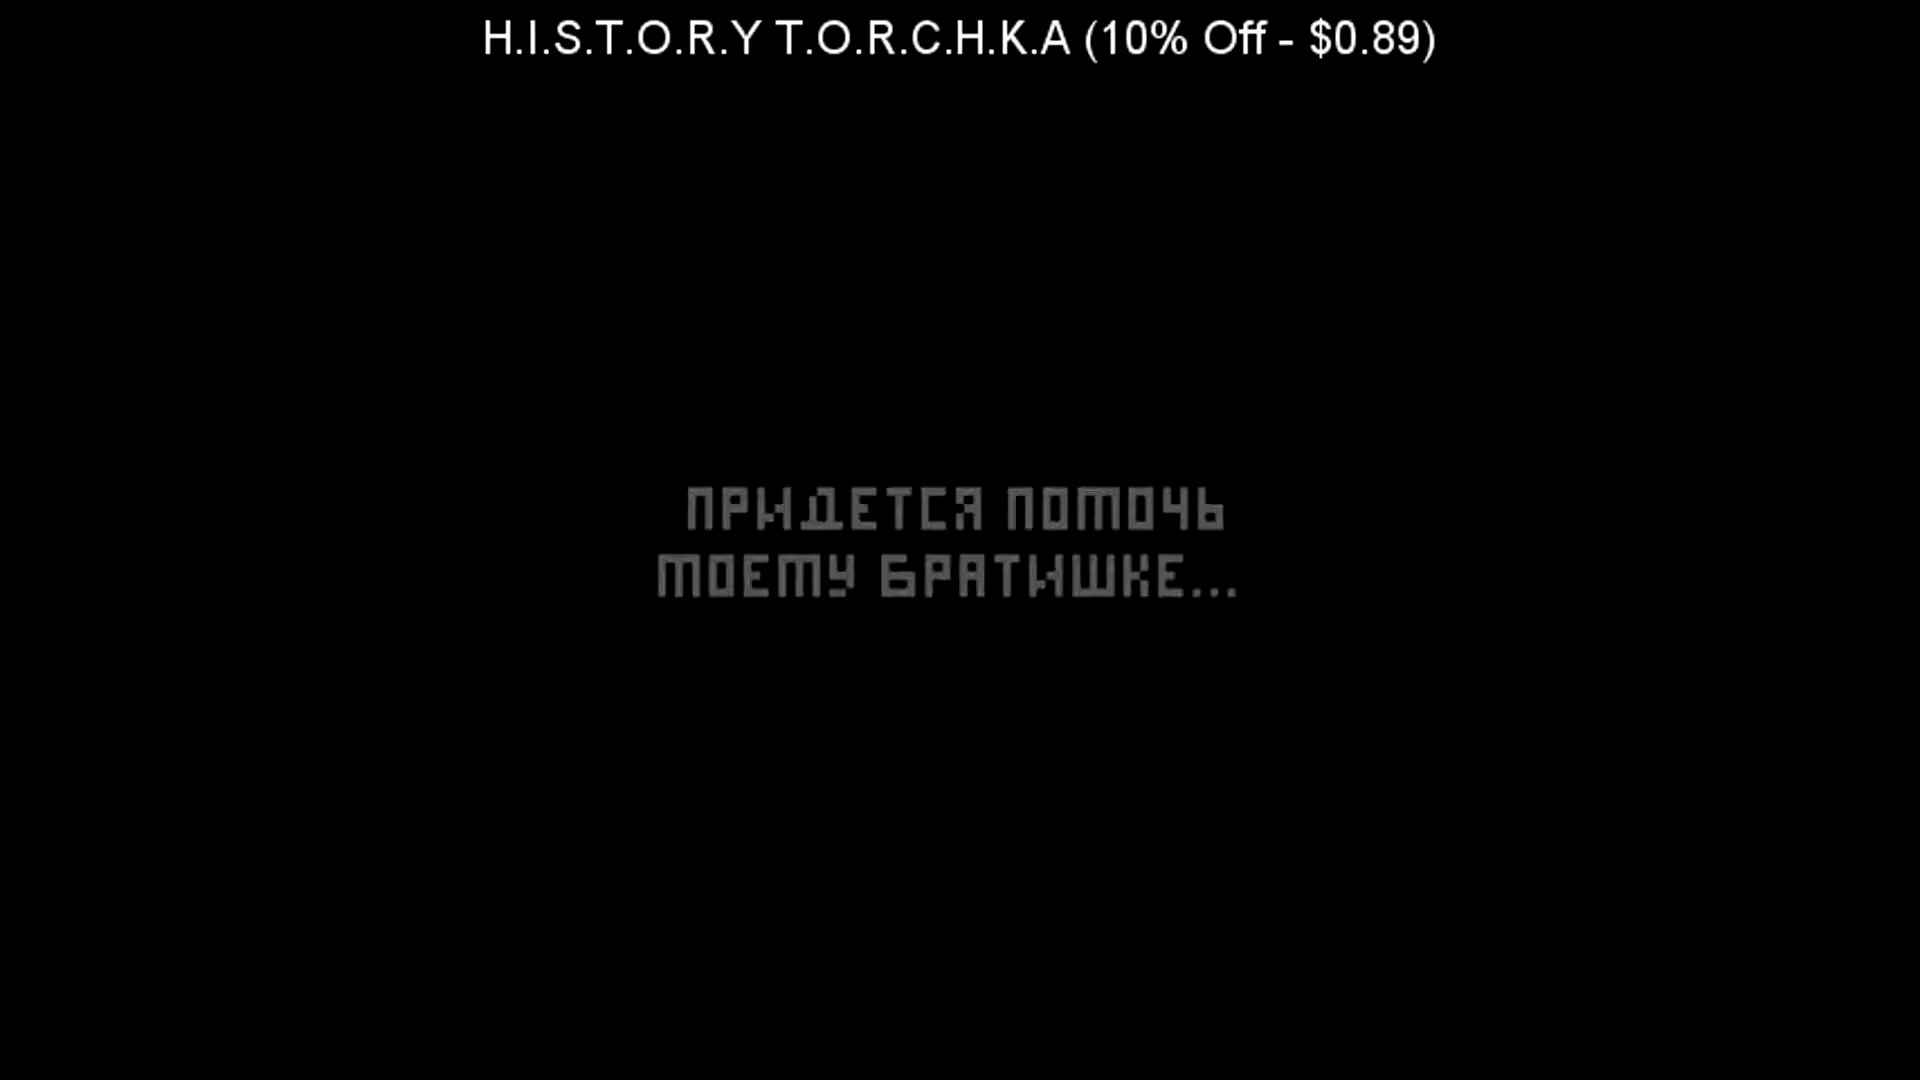 H.I.S.T.O.R.Y T.O.R.C.H.K.A (10% Off - $0.89)
ПРИДЕТСЯ ПОМОЧЬ
МОЕМУ БРАТИШКЕ...